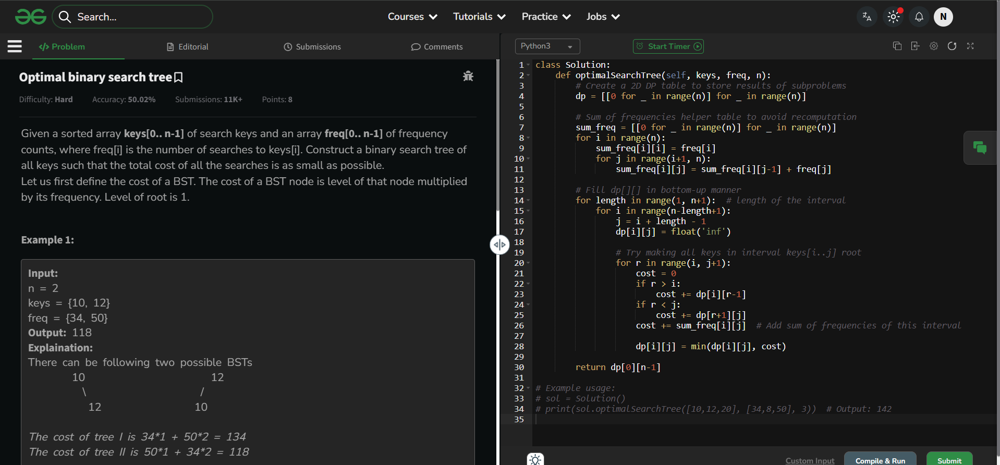 Search...
Courses
Tutorials
Practice
Jobs
N
Problem
Editorial
Submissions
Comments
Optimal binary search tree
Difficulty: Hard Accuracy: 50.02% Submissions: 11K+ Points: 8
Given a sorted array keys[0.. n-1] of search keys and an array freq[0.. n-1] of frequency
counts, where freq[i] is the number of searches to keys[i]. Construct a binary search tree of
all keys such that the total cost of all the searches is as small as possible.
Let us first define the cost of a BST. The cost of a BST node is level of that node multiplied
by its frequency. Level of root is 1.
Example 1:
Input:
n = 2
keys = {10, 12}
freq = {34, 50}
Output: 118
Explaination:
There can be following two possible BSTs
10 12
\ /
12 10
The cost of tree I is 34*1 + 50*2 = 134
The cost of tree II is 50*1 + 34*2 = 118
Python3
Start Timer
1 class Solution:
2 def optimalSearchTree(self, keys, freq, n):
3 # Create a 2D DP table to store results of subproblems
4 dp = [[0 for _ in range(n)] for _ in range(n)]
5
6 # Sum of frequencies helper table to avoid recomputation
7 sum_freq = [[0 for _ in range(n)] for _ in range(n)]
8 for i in range(n):
9 sum_freq[i][i] = freq[i]
10 for j in range(i+1, n):
11 sum_freq[i][j] = sum_freq[i][j-1] + freq[j]
12
13 # Fill dp[][] in bottom-up manner
14 for length in range(1, n+1): # length of the interval
15 for i in range(n-length+1):
16 j = i + length - 1
17 dp[i][j] = float('inf')
18
19 # Try making all keys in interval keys[i..j] root
20 for r in range(i, j+1):
21 cost = 0
22 if r > i:
23 cost += dp[i][r-1]
24 if r < j:
25 cost += dp[r+1][j]
26 cost += sum_freq[i][j] # Add sum of frequencies of this interval
27
28 dp[i][j] = min(dp[i][j], cost)
29
30 return dp[0][n-1]
31
32 # Example usage:
33 # sol = Solution()
34 # print(sol.optimalSearchTree([10,12,20], [34,8,50], 3)) # Output: 142
35
Custom Input
Compile & Run
Submit